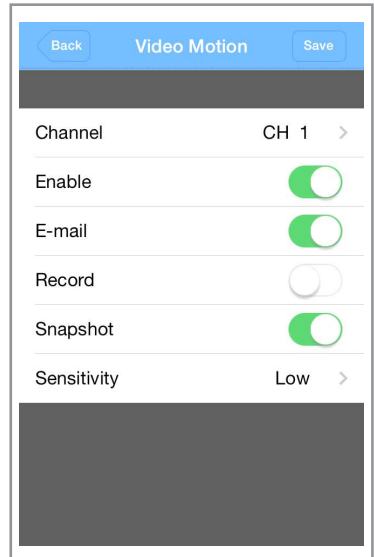 Back Video Motion Save
Channel CH 1
Enable
E-mail
Record
Snapshot
Sensitivity Low